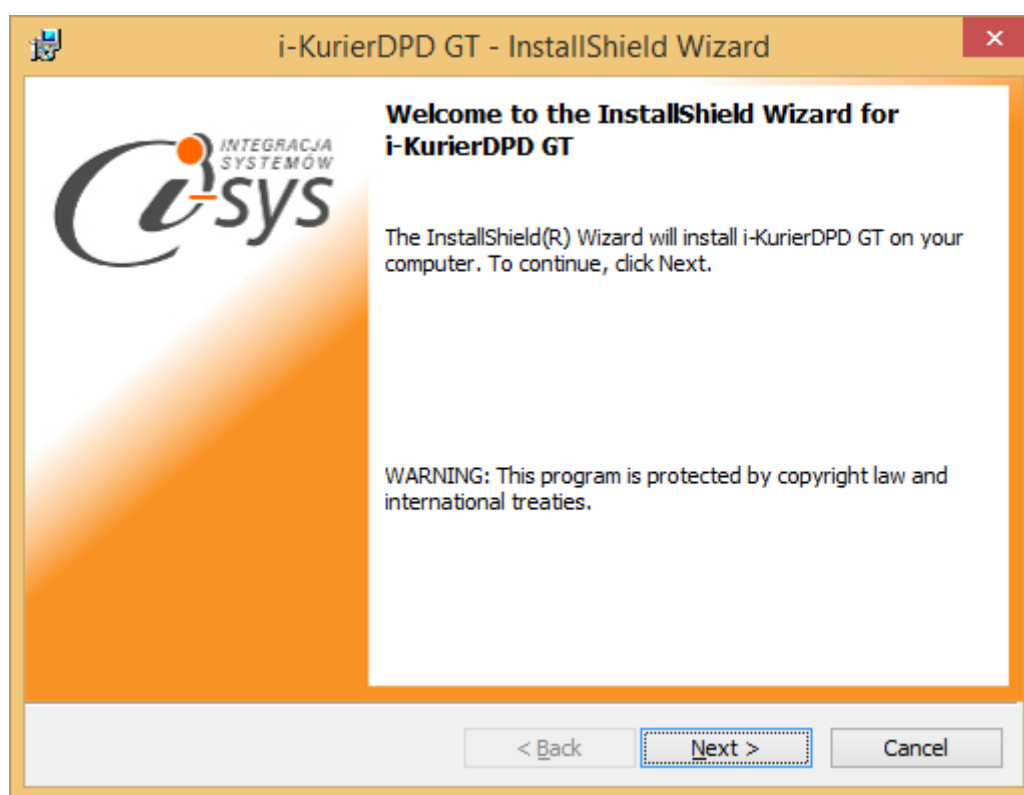 i-KurierDPD GT - InstallShield Wizard
INTEGRACJA
SYSTEMÓW
i-sys
Welcome to the InstallShield Wizard for
i-KurierDPD GT
The InstallShield(R) Wizard will install i-KurierDPD GT on your
computer. To continue, click Next.
WARNING: This program is protected by copyright law and
international treaties.
< Back
Next >
Cancel